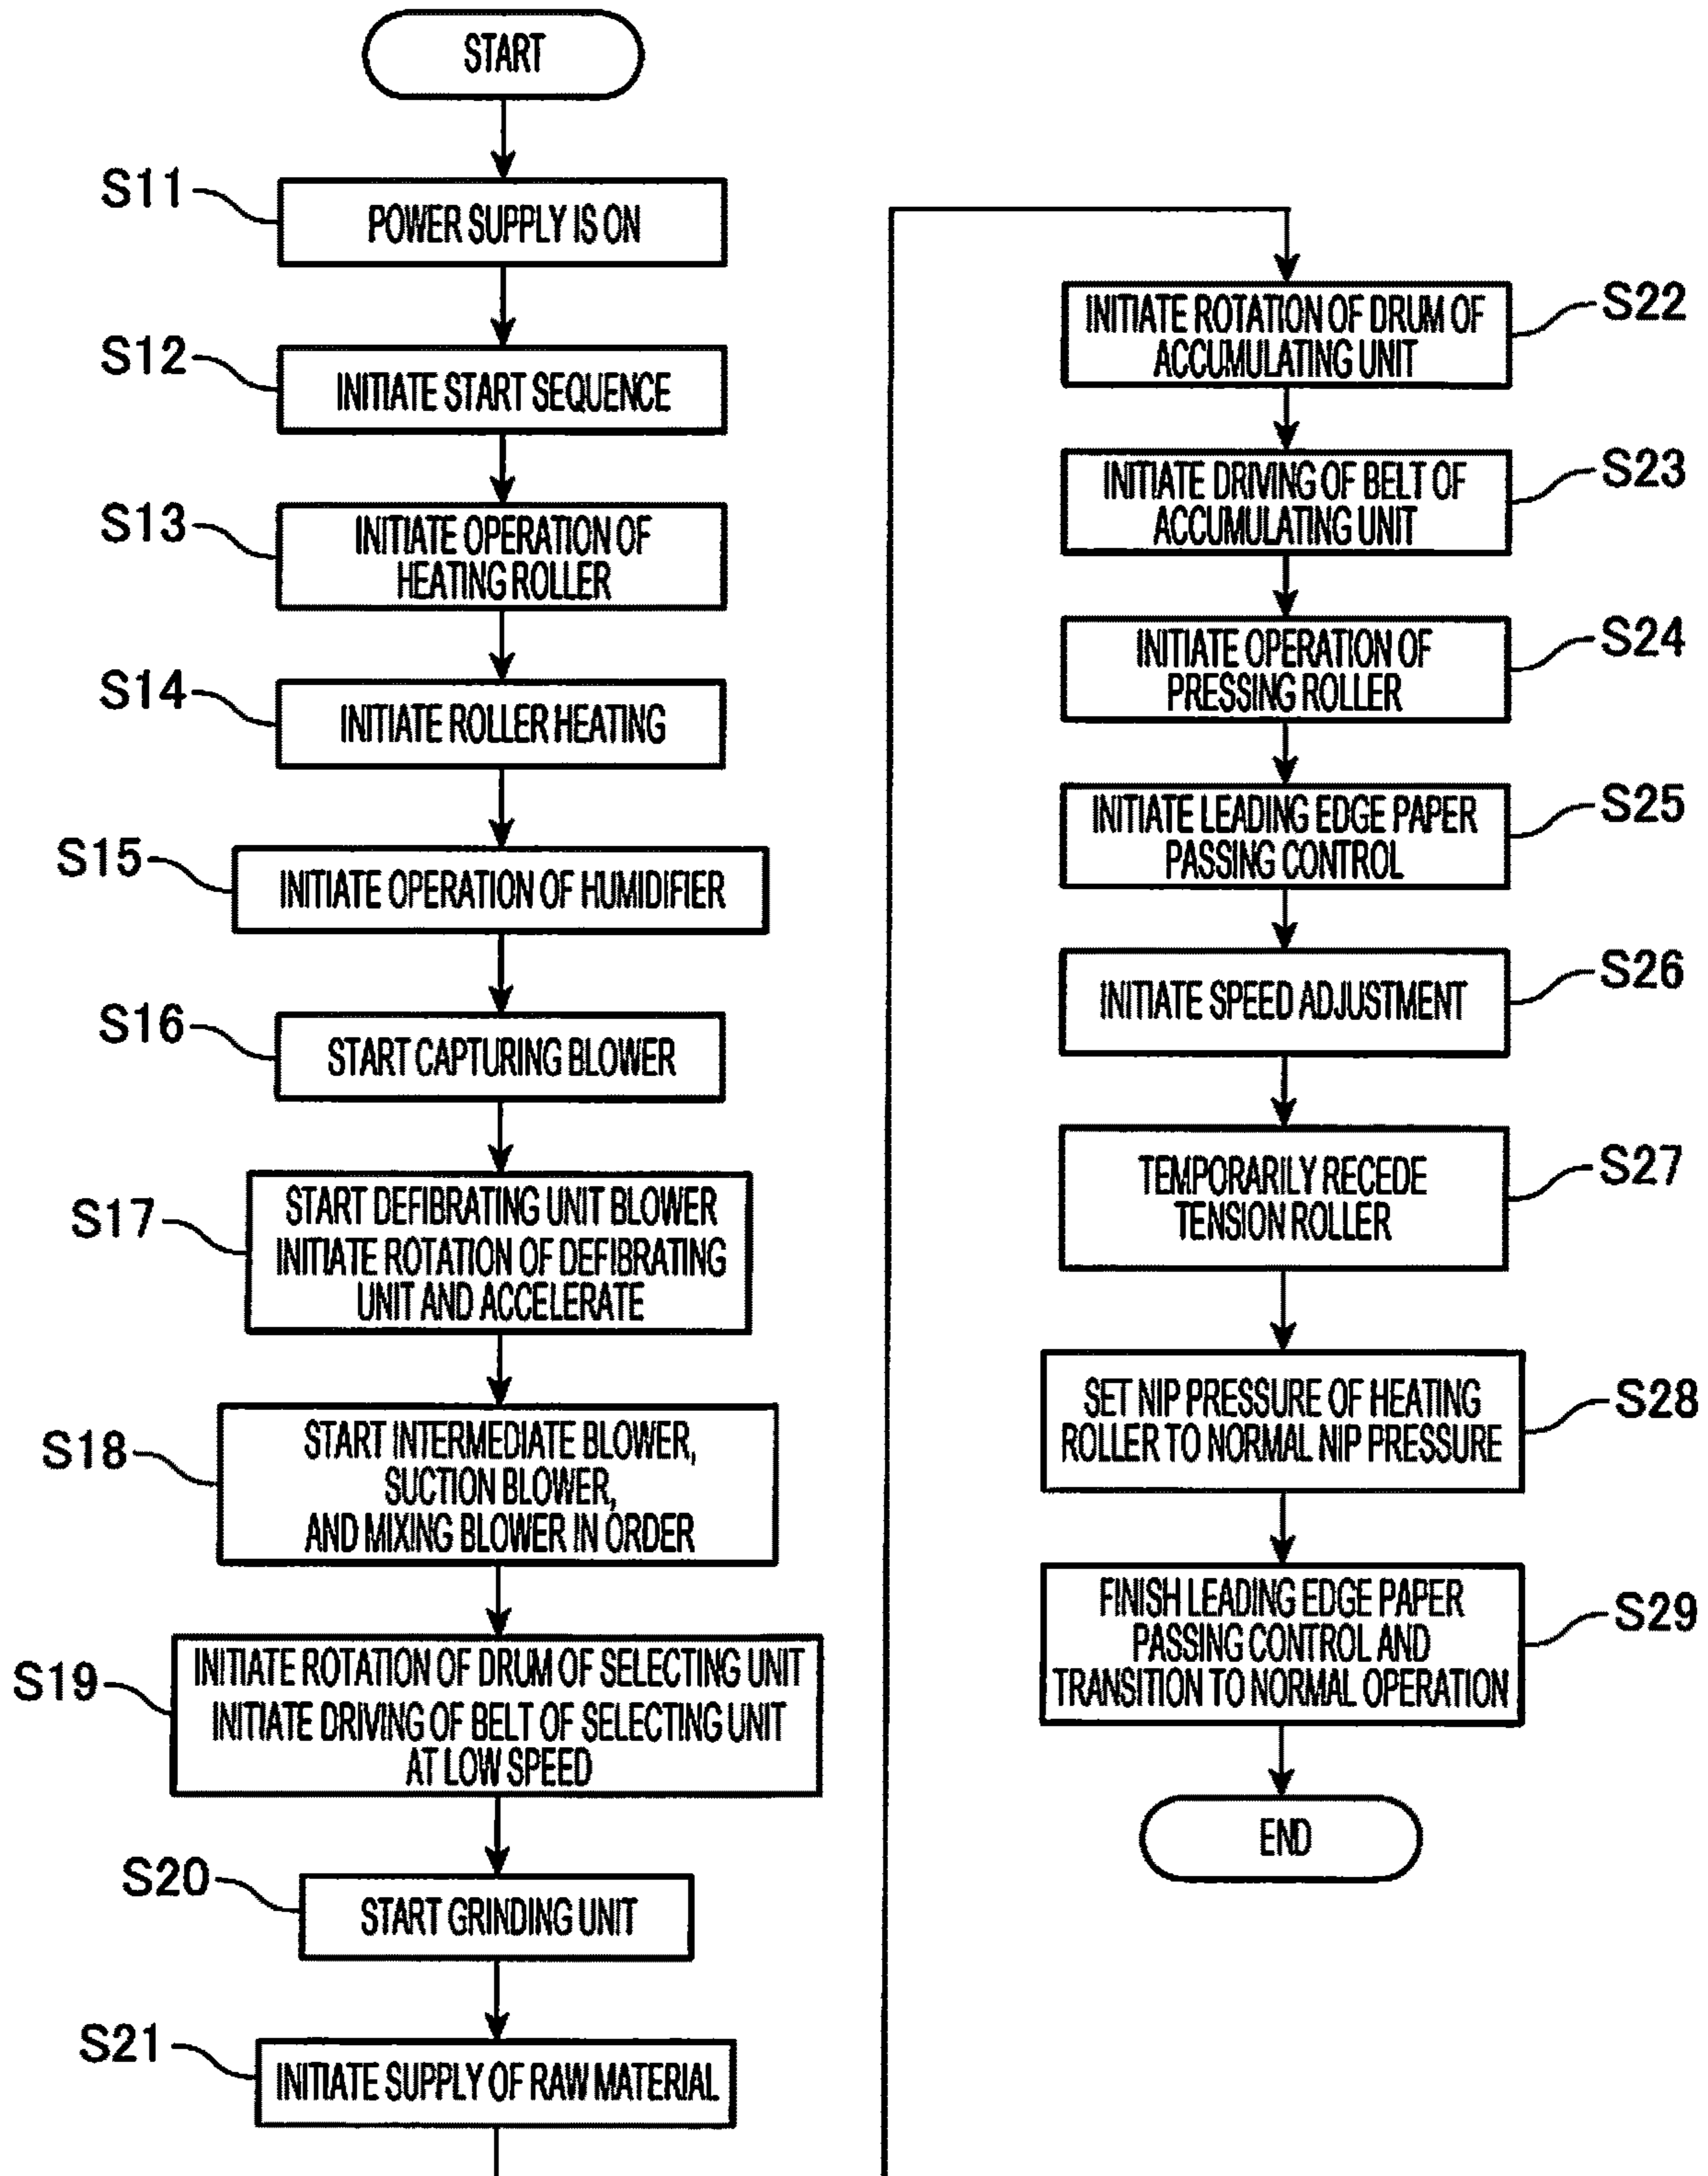 START
S11
POWER SUPPLY IS ON
S12
INITIATE START SEQUENCE
S13
INITIATE OPERATION OF
HEATING ROLLER
S14
INITIATE ROLLER HEATING
S15
INITIATE OPERATION OF HUMIDIFIER
S16
START CAPTURING BLOWER
S17
START DEFIBRATING UNIT BLOWER
INITIATE ROTATION OF DEFIBRATING
UNIT AND ACCELERATE
S18
START INTERMEDIATE BLOWER,
SUCTION BLOWER,
AND MIXING BLOWER IN ORDER
S19
INITIATE ROTATION OF DRUM OF SELECTING UNIT
INITIATE DRIVING OF BELT OF SELECTING UNIT
AT LOW SPEED
S20
START GRINDING UNIT
S21
INITIATE SUPPLY OF RAW MATERIAL
S22
INITIATE ROTATION OF DRUM OF
ACCUMULATING UNIT
S23
INITIATE DRIVING OF BELT OF
ACCUMULATING UNIT
S24
INITIATE OPERATION OF
PRESSING ROLLER
S25
INITIATE LEADING EDGE PAPER
PASSING CONTROL
S26
INITIATE SPEED ADJUSTMENT
S27
TEMPORARILY RECEDE
TENSION ROLLER
S28
SET NIP PRESSURE OF HEATING
ROLLER TO NORMAL NIP PRESSURE
S29
FINISH LEADING EDGE PAPER
PASSING CONTROL AND
TRANSITION TO NORMAL OPERATION
END